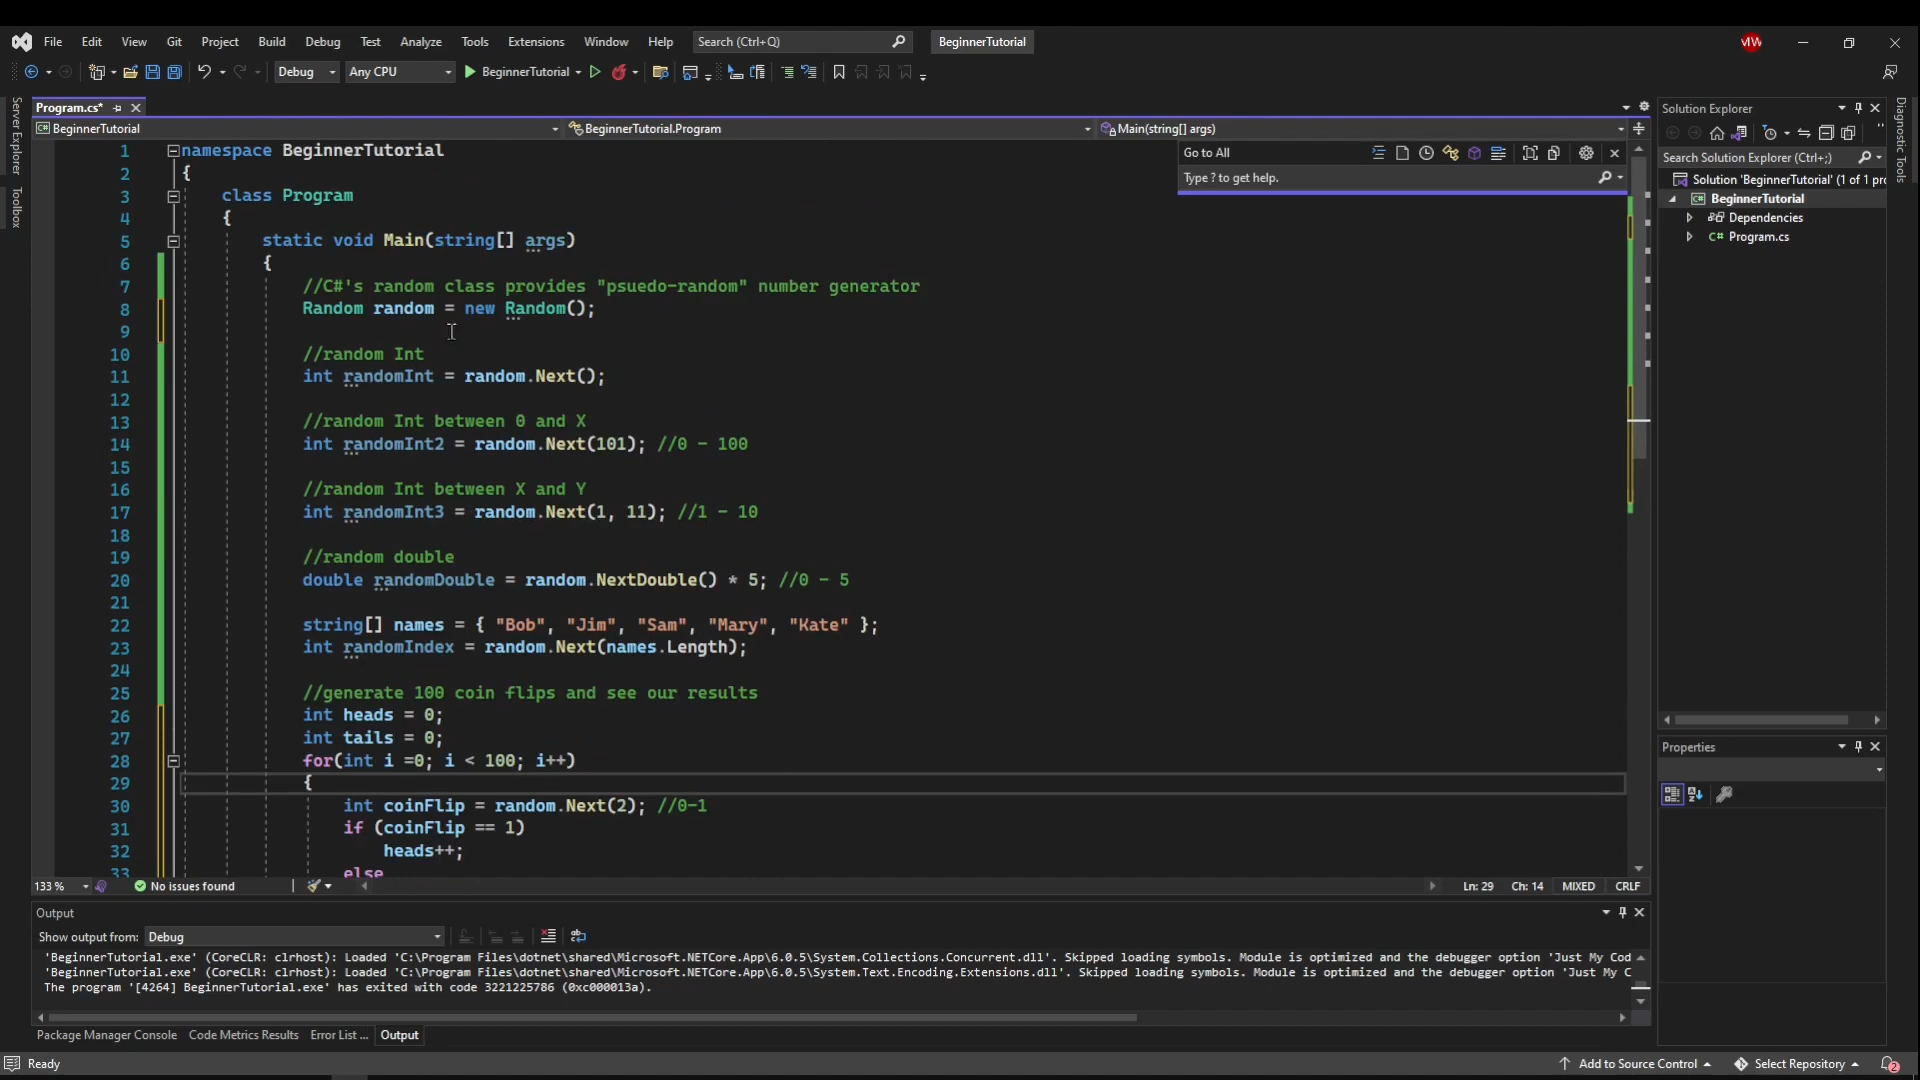 File Edit View Git Project Build Debug Test Analyze Tools Extensions Window Help Search (Ctrl+Q) BeginnerTutorial MW
Debug Any CPU BeginnerTutorial
Server Explorer
Toolbox
Program.cs*
BeginnerTutorial BeginnerTutorial.Program Main(string[] args)
Go to All
Type ? to get help.
1 namespace BeginnerTutorial
2 {
3 class Program
4 {
5 static void Main(string[] args)
6 {
7 //C#'s random class provides "psuedo-random" number generator
8 Random random = new Random();
9
10 //random Int
11 int randomInt = random.Next();
12
13 //random Int between 0 and X
14 int randomInt2 = random.Next(101); //0 - 100
15
16 //random Int between X and Y
17 int randomInt3 = random.Next(1, 11); //1 - 10
18
19 //random double
20 double randomDouble = random.NextDouble() * 5; //0 - 5
21
22 string[] names = { "Bob", "Jim", "Sam", "Mary", "Kate" };
23 int randomIndex = random.Next(names.Length);
24
25 //generate 100 coin flips and see our results
26 int heads = 0;
27 int tails = 0;
28 for(int i =0; i < 100; i++)
29 {
30 int coinFlip = random.Next(2); //0-1
31 if (coinFlip == 1)
32 heads++;
33 else
133 % No issues found Ln: 29 Ch: 14 MIXED CRLF
Output
Show output from: Debug
'BeginnerTutorial.exe' (CoreCLR: clrhost): Loaded 'C:\Program Files\dotnet\shared\Microsoft.NETCore.App\6.0.5\System.Collections.Concurrent.dll'. Skipped loading symbols. Module is optimized and the debugger option 'Just My Cod
'BeginnerTutorial.exe' (CoreCLR: clrhost): Loaded 'C:\Program Files\dotnet\shared\Microsoft.NETCore.App\6.0.5\System.Text.Encoding.Extensions.dll'. Skipped loading symbols. Module is optimized and the debugger option 'Just My C
The program '[4264] BeginnerTutorial.exe' has exited with code 3221225786 (0xc000013a).
Package Manager Console Code Metrics Results Error List ... Output
Solution Explorer
Search Solution Explorer (Ctrl+;)
Solution 'BeginnerTutorial' (1 of 1 pro
BeginnerTutorial
Dependencies
C# Program.cs
Properties
Diagnostic Tools
Ready Add to Source Control Select Repository 2